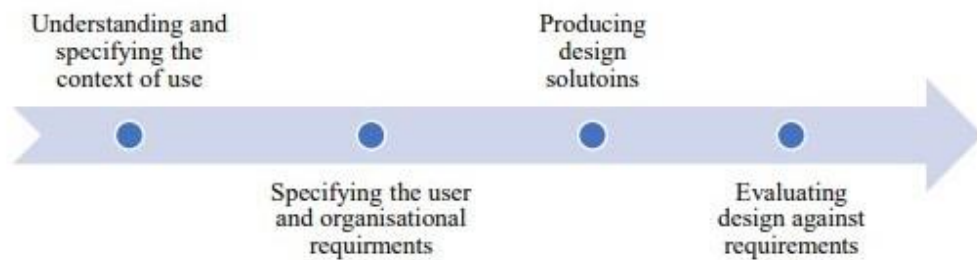 Understanding and
specifying the
context of use
Specifying the user
and organisational
requirments
Producing
design
solutoins
Evaluating
design against
requirements